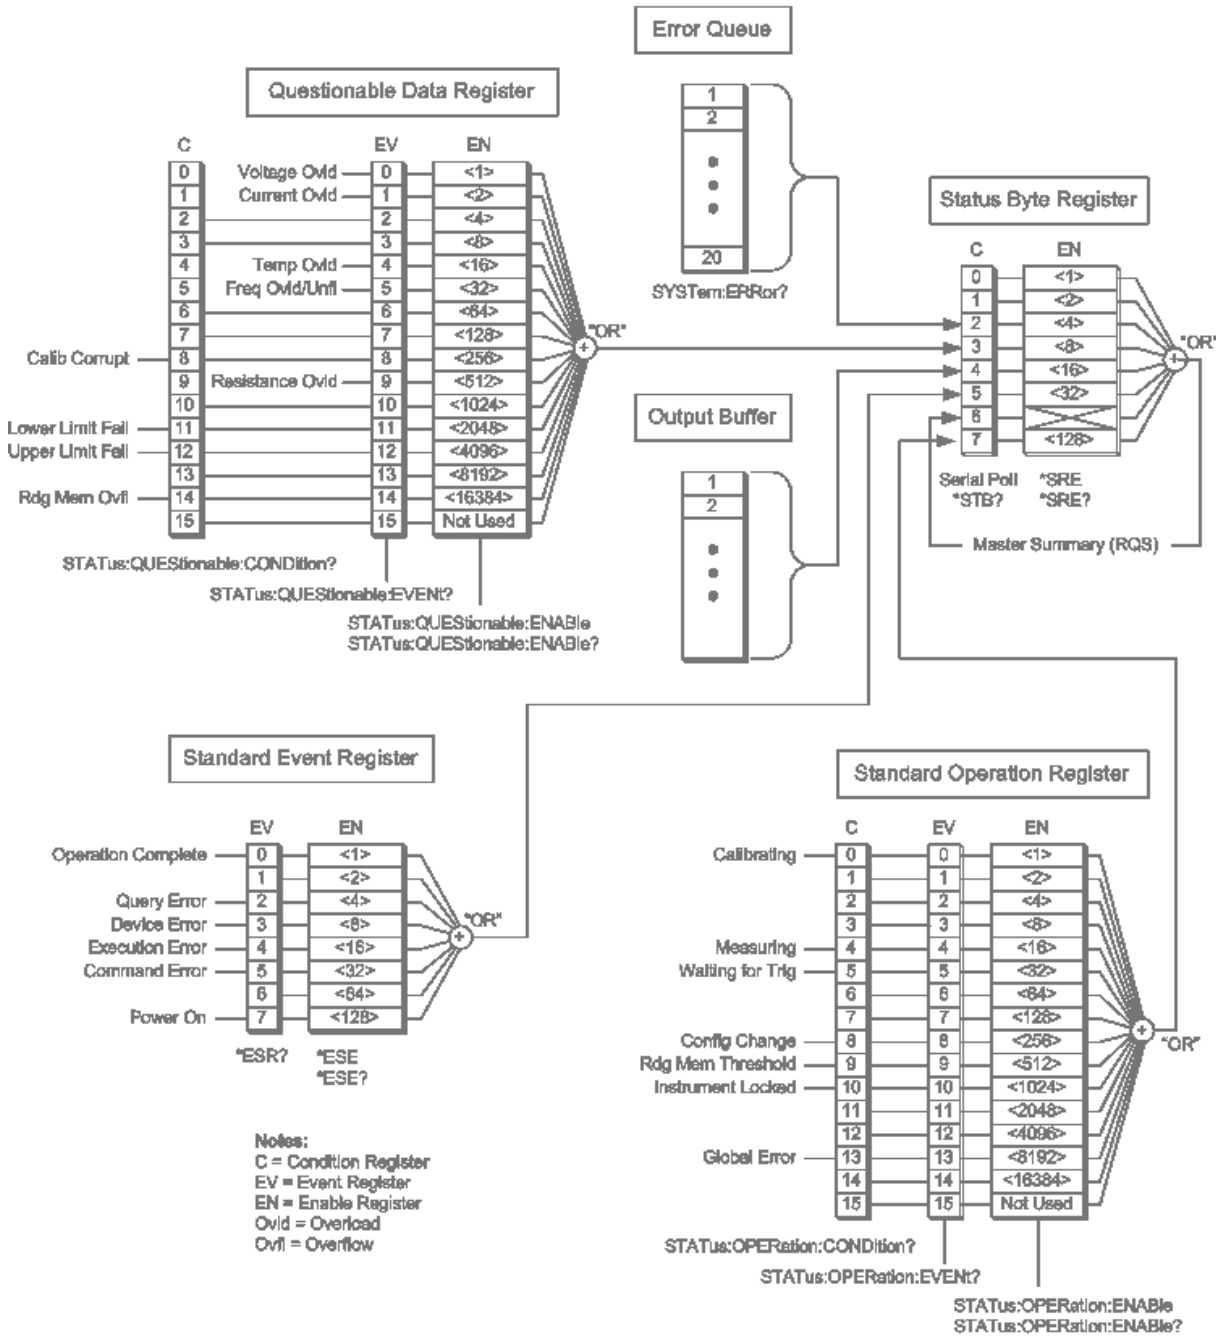 Error Queue
1
2
20
SYSTem:ERRor?
Questionable Data Register
C EV EN
0 Voltage Ovld 0 <1>
1 Current Ovld 1 <2>
2 2 <4>
3 3 <8>
4 Temp Ovld 4 <16>
5 Freq Ovld/Unfl 5 <32>
6 6 <64>
7 7 <128>
Calib Corrupt 8 8 <256>
9 Resistance Ovld 9 <512>
10 10 <1024>
Lower Limit Fail 11 11 <2048>
Upper Limit Fail 12 12 <4096>
13 13 <8192>
Rdg Mem Ovfl 14 14 <16384>
15 15 Not Used
"OR"
STATus:QUEStionable:CONDition?
STATus:QUEStionable:EVENt?
STATus:QUEStionable:ENABle
STATus:QUEStionable:ENABle?
Status Byte Register
C EN
0 <1>
1 <2>
2 <4>
3 <8>
4 <16>
5 <32>
6
7 <128>
"OR"
Serial Poll
*STB?
*SRE
*SRE?
Master Summary (RQS)
Output Buffer
1
2
Standard Event Register
EV EN
Operation Complete 0 <1>
1 <2>
Query Error 2 <4>
Device Error 3 <8>
Execution Error 4 <16>
Command Error 5 <32>
6 <64>
Power On 7 <128>
"OR"
*ESR?
*ESE
*ESE?
Notes:
C = Condition Register
EV = Event Register
EN = Enable Register
Ovld = Overload
Ovfl = Overflow
Standard Operation Register
C EV EN
Calibrating 0 0 <1>
1 1 <2>
2 2 <4>
3 3 <8>
Measuring 4 4 <16>
Waiting for Trig 5 5 <32>
6 6 <64>
7 7 <128>
Config Change 8 8 <256>
Rdg Mem Threshold 9 9 <512>
Instrument Locked 10 10 <1024>
11 11 <2048>
12 12 <4096>
Global Error 13 13 <8192>
14 14 <16384>
15 15 Not Used
"OR"
STATus:OPERation:CONDition?
STATus:OPERation:EVENt?
STATus:OPERation:ENABle
STATus:OPERation:ENABle?